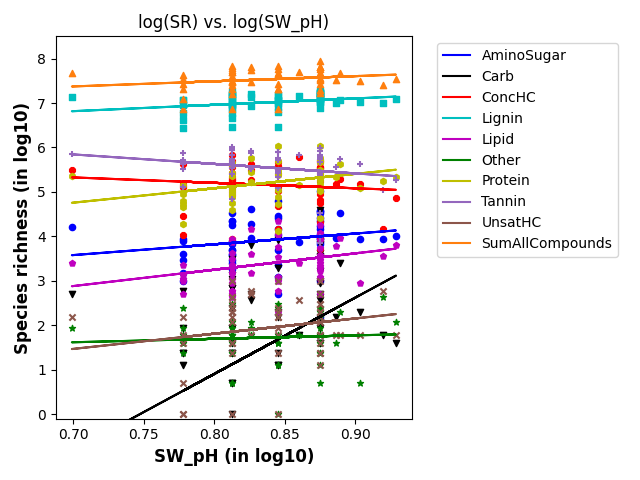 log(SR) vs. log(SW_pH)
Species richness (in log10)
8
7
6
5
4
3
2
1
0
0.70
0.75
0.80
0.85
0.90
SW_pH (in log10)
AminoSugar
Carb
ConcHC
Lignin
Lipid
Other
Protein
Tannin
UnsatHC
SumAllCompounds